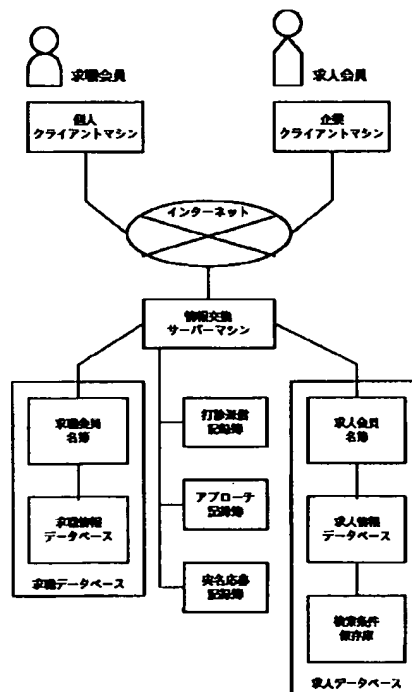 求職会員
求人会員
個人
クライアントマシン
企業
クライアントマシン
インターネット
情報交換
サーバーマシン
求職会員
名簿
打診返信
記録簿
求人会員
名簿
求職情報
データベース
アプローチ
記録簿
求人情報
データベース
求職データベース
実名応募
記録簿
検索条件
保存庫
求人データベース